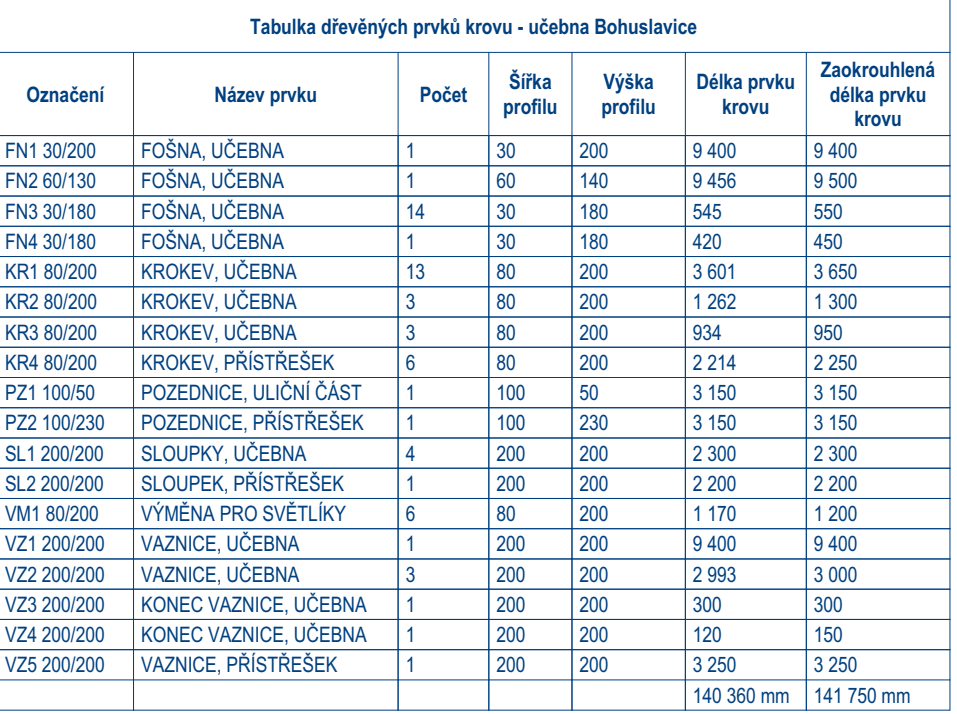 Tabulka dřevěných prvků krovu - učebna Bohuslavice
Označení Název prvku Počet Šířka profilu Výška profilu Délka prvku krovu Zaokrouhlená délka prvku krovu
FN1 30/200 FOŠNA, UČEBNA 1 30 200 9 400 9 400
FN2 60/130 FOŠNA, UČEBNA 1 60 140 9 456 9 500
FN3 30/180 FOŠNA, UČEBNA 14 30 180 545 550
FN4 30/180 FOŠNA, UČEBNA 1 30 180 420 450
KR1 80/200 KROKEV, UČEBNA 13 80 200 3 601 3 650
KR2 80/200 KROKEV, UČEBNA 3 80 200 1 262 1 300
KR3 80/200 KROKEV, UČEBNA 3 80 200 934 950
KR4 80/200 KROKEV, PŘÍSTŘEŠEK 6 80 200 2 214 2 250
PZ1 100/50 POZEDNICE, ULIČNÍ ČÁST 1 100 50 3 150 3 150
PZ2 100/230 POZEDNICE, PŘÍSTŘEŠEK 1 100 230 3 150 3 150
SL1 200/200 SLOUPKY, UČEBNA 4 200 200 2 300 2 300
SL2 200/200 SLOUPEK, PŘÍSTŘEŠEK 1 200 200 2 200 2 200
VM1 80/200 VÝMĚNA PRO SVĚTLÍKY 6 80 200 1 170 1 200
VZ1 200/200 VAZNICE, UČEBNA 1 200 200 9 400 9 400
VZ2 200/200 VAZNICE, UČEBNA 3 200 200 2 993 3 000
VZ3 200/200 KONEC VAZNICE, UČEBNA 1 200 200 300 300
VZ4 200/200 KONEC VAZNICE, UČEBNA 1 200 200 120 150
VZ5 200/200 VAZNICE, PŘÍSTŘEŠEK 1 200 200 3 250 3 250
140 360 mm 141 750 mm